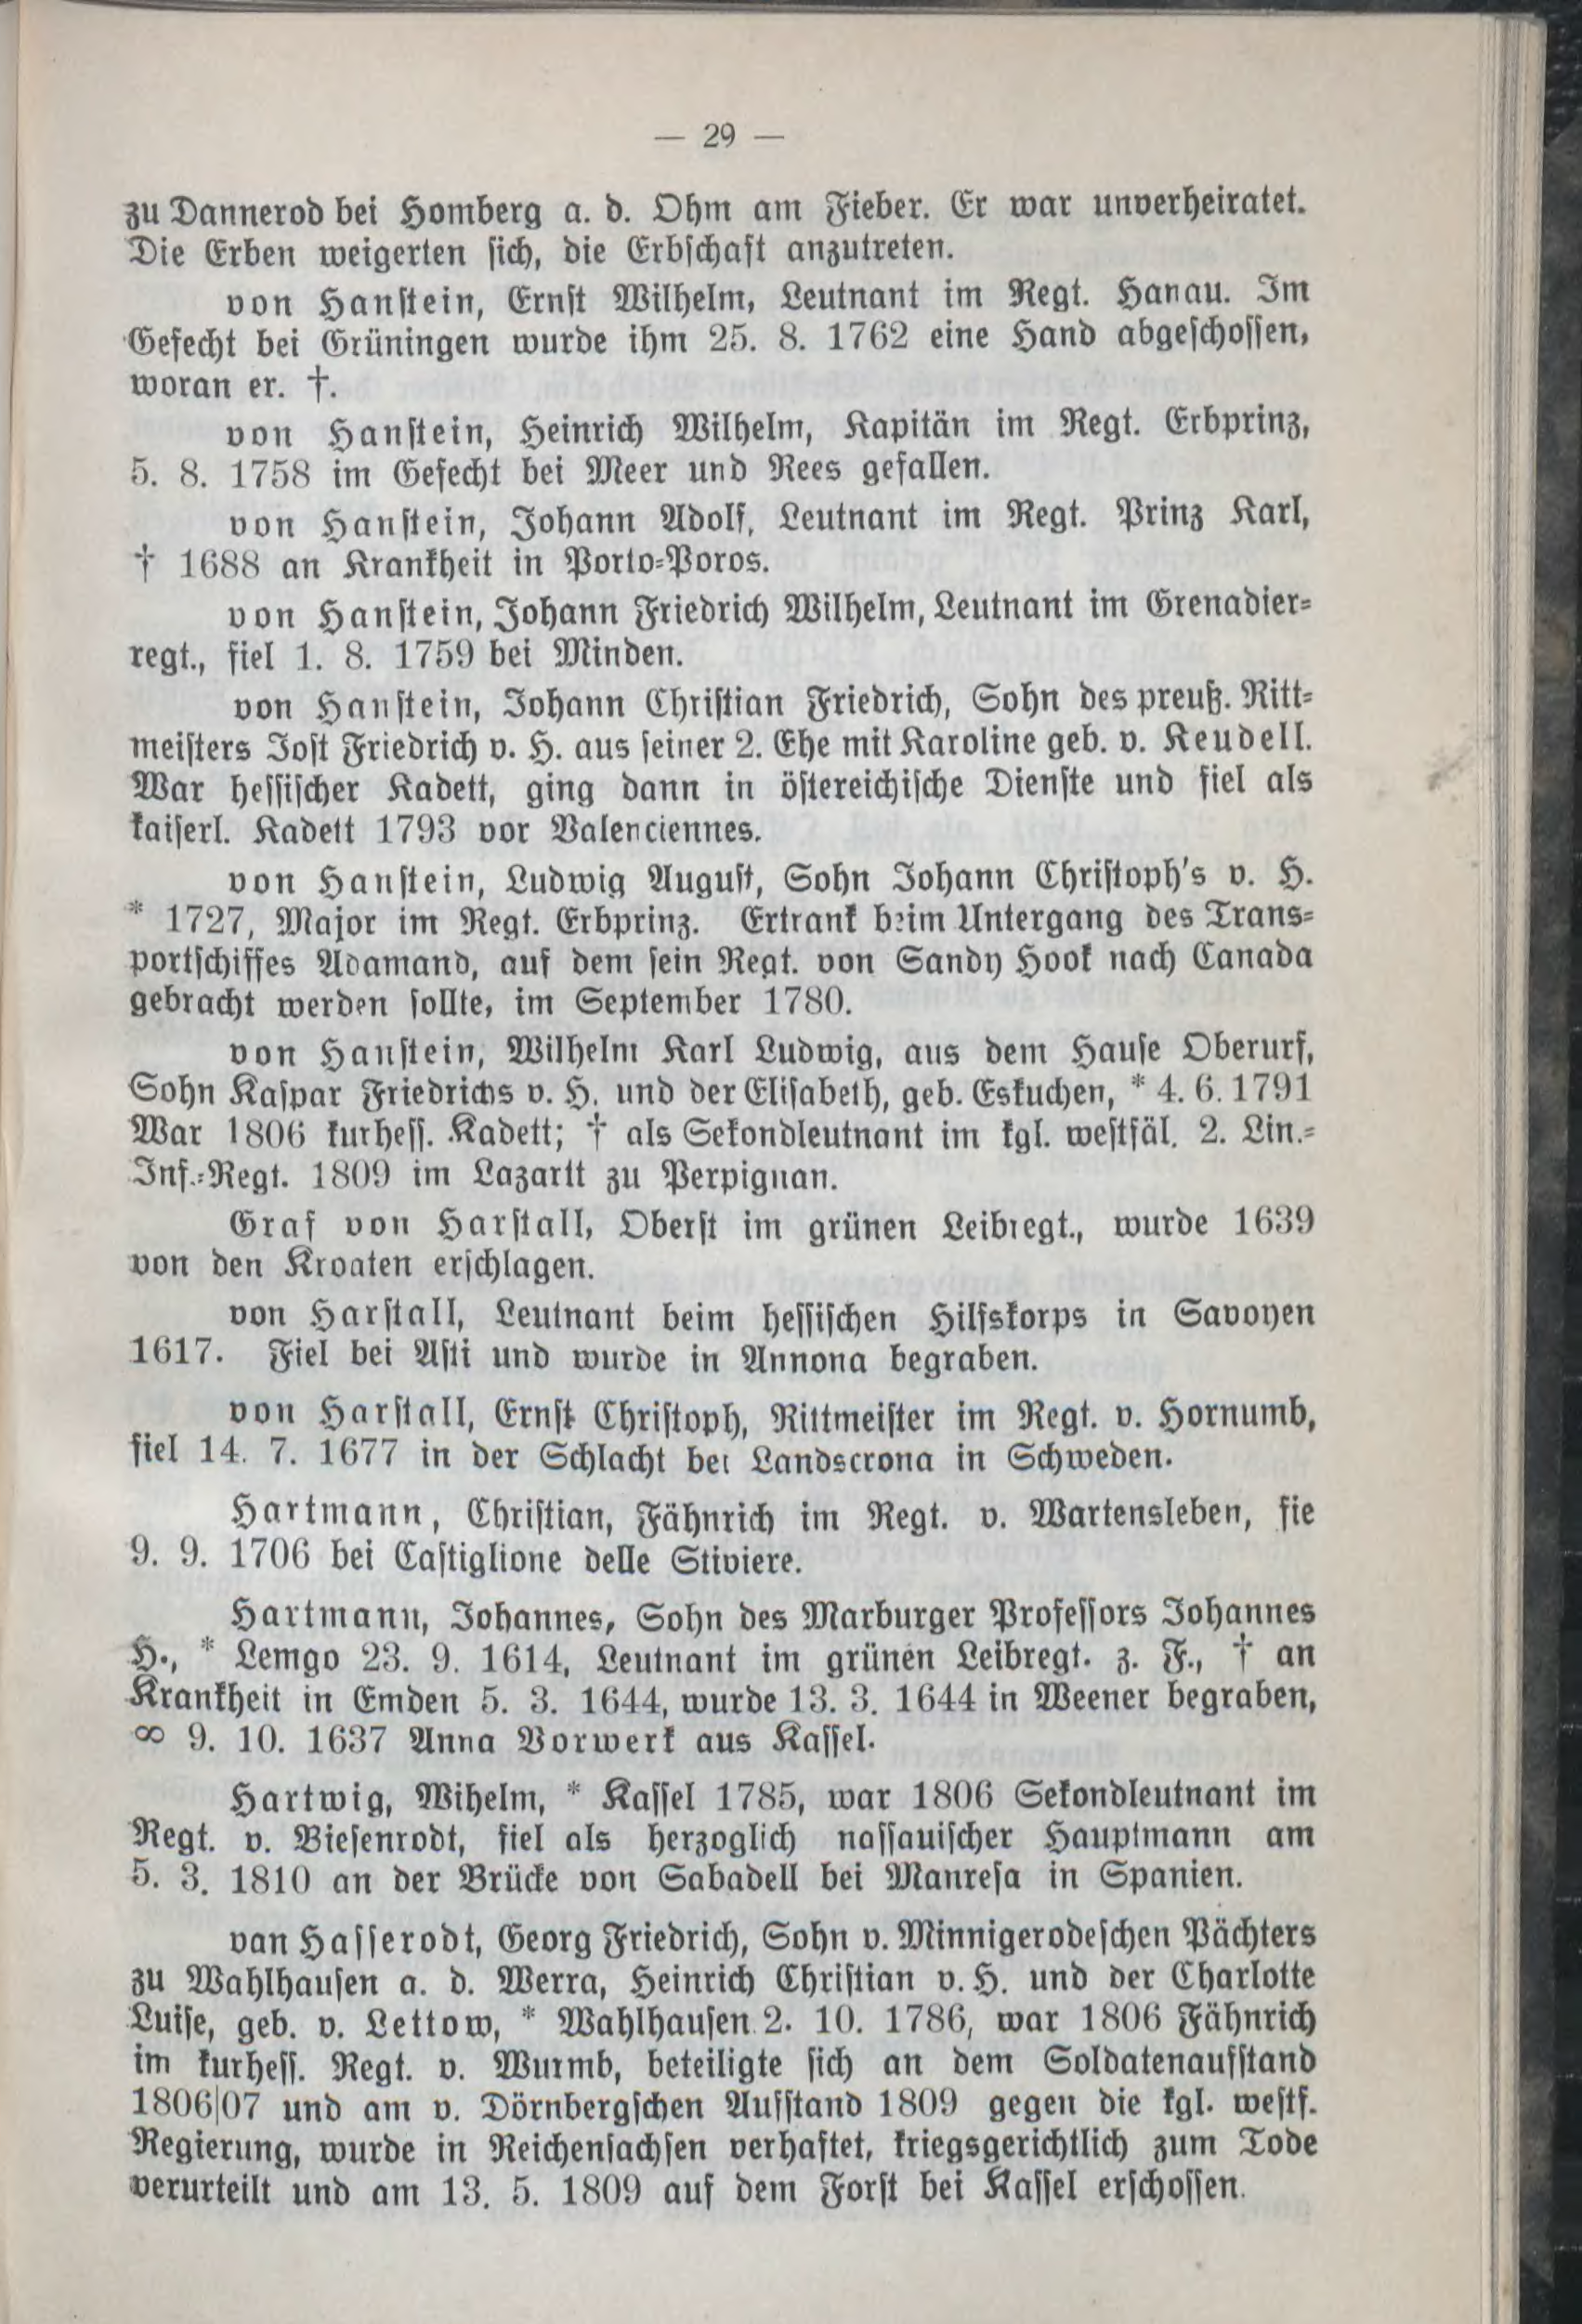 — 29 —
zu Dannerod bei Homberg a. d. Ohm am Fieber. Er war unverheiratet.
Die Erben weigerten sich, die Erbschaft anzutreten.
von Hanstein, Ernst Wilhelm, Leutnant im Regt. Hanau. Im
Gefecht bei Grüningen wurde ihm 25. 8. 1762 eine Hand abgeschossen,
woran er. †.
von Hanstein, Heinrich Wilhelm, Kapitän im Regt. Erbprinz,
5. 8. 1758 im Gefecht bei Meer und Rees gefallen.
von Hanstein, Johann Adolf, Leutnant im Regt. Prinz Karl,
† 1688 an Krankheit in Porto-Poros.
von Hanstein, Johann Friedrich Wilhelm, Leutnant im Grenadier-
regt., fiel 1. 8. 1759 bei Minden.
von Hanstein, Johann Christian Friedrich, Sohn des preuß. Ritt-
meisters Jost Friedrich v. H. aus seiner 2. Ehe mit Karoline geb. v. Keudell.
War hessischer Kadett, ging dann in östereichische Dienste und fiel als
kaiserl. Kadett 1793 vor Valenciennes.
von Hanstein, Ludwig August, Sohn Johann Christoph's v. H.
* 1727, Major im Regt. Erbprinz. Ertrank beim Untergang des Trans-
portschiffes Adamand, auf dem sein Regt. von Sandy Hook nach Canada
gebracht werden sollte, im September 1780.
von Hanstein, Wilhelm Karl Ludwig, aus dem Hause Oberurf,
Sohn Kaspar Friedrichs v. H. und der Elisabeth, geb. Eskuchen, * 4. 6. 1791
War 1806 kurhess. Kadett; † als Sekondleutnant im kgl. westfäl. 2. Lin.-
Inf.-Regt. 1809 im Lazartt zu Perpignan.
Graf von Harstall, Oberst im grünen Leibregt., wurde 1639
von den Kroaten erschlagen.
von Harstall, Leutnant beim hessischen Hilfskorps in Savoyen
1617. Fiel bei Asti und wurde in Annona begraben.
von Harstall, Ernst Christoph, Rittmeister im Regt. v. Hornumb,
fiel 14. 7. 1677 in der Schlacht bei Landscrona in Schweden.
Hartmann, Christian, Fähnrich im Regt. v. Wartensleben, fie
9. 9. 1706 bei Castiglione delle Stiviere.
Hartmann, Johannes, Sohn des Marburger Professors Johannes
H., * Lemgo 23. 9. 1614, Leutnant im grünen Leibregt. z. F., † an
Krankheit in Emden 5. 3. 1644, wurde 13. 3. 1644 in Weener begraben,
∞ 9. 10. 1637 Anna Vorwerk aus Kassel.
Hartwig, Wihelm, * Kassel 1785, war 1806 Sekondleutnant im
Regt. v. Biesenrodt, fiel als herzoglich nassauischer Hauptmann am
5. 3. 1810 an der Brücke von Sabadell bei Manresa in Spanien.
van Hasserodt, Georg Friedrich, Sohn v. Minnigerodeschen Pächters
zu Wahlhausen a. d. Werra, Heinrich Christian v. H. und der Charlotte
Luise, geb. v. Lettow, * Wahlhausen 2. 10. 1786, war 1806 Fähnrich
im kurhess. Regt. v. Wurmb, beteiligte sich an dem Soldatenaufstand
1806|07 und am v. Dörnbergschen Aufstand 1809 gegen die kgl. westf.
Regierung, wurde in Reichensachsen verhaftet, kriegsgerichtlich zum Tode
verurteilt und am 13. 5. 1809 auf dem Forst bei Kassel erschossen.